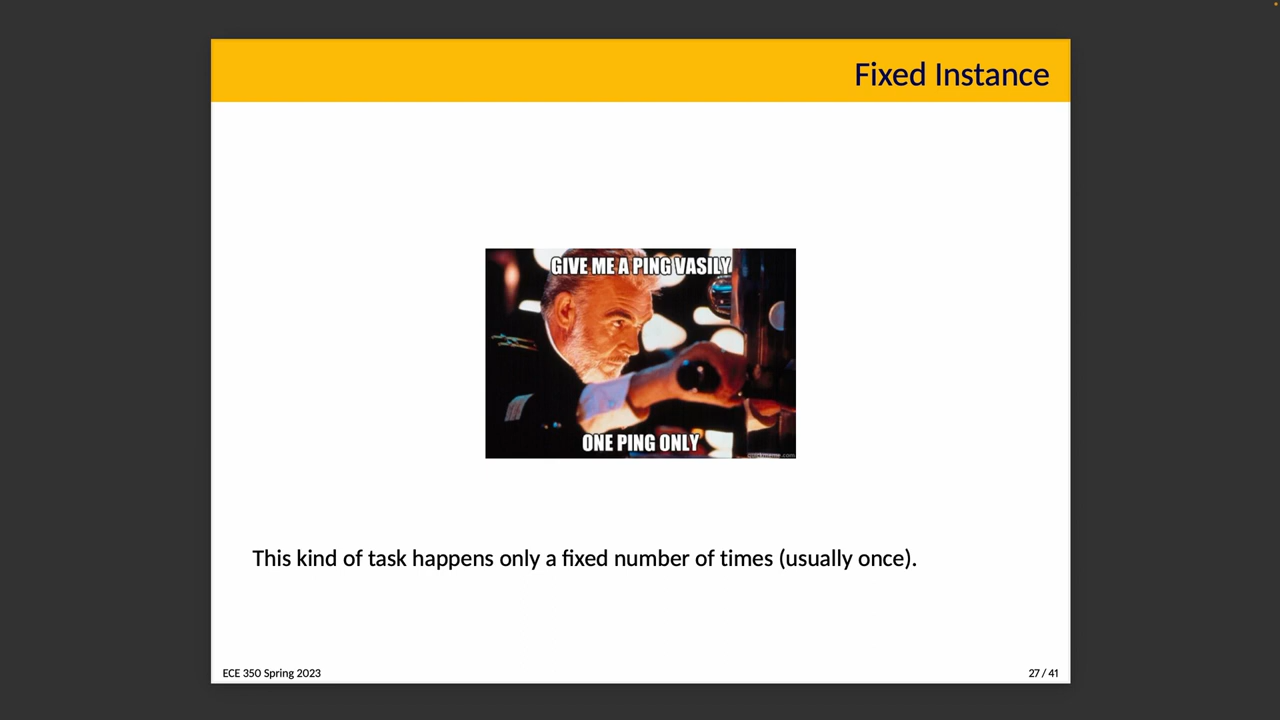 Fixed Instance
GIVE ME A PING VASILY
ONE PING ONLY
This kind of task happens only a fixed number of times (usually once).
ECE 350 Spring 2023
27 / 41